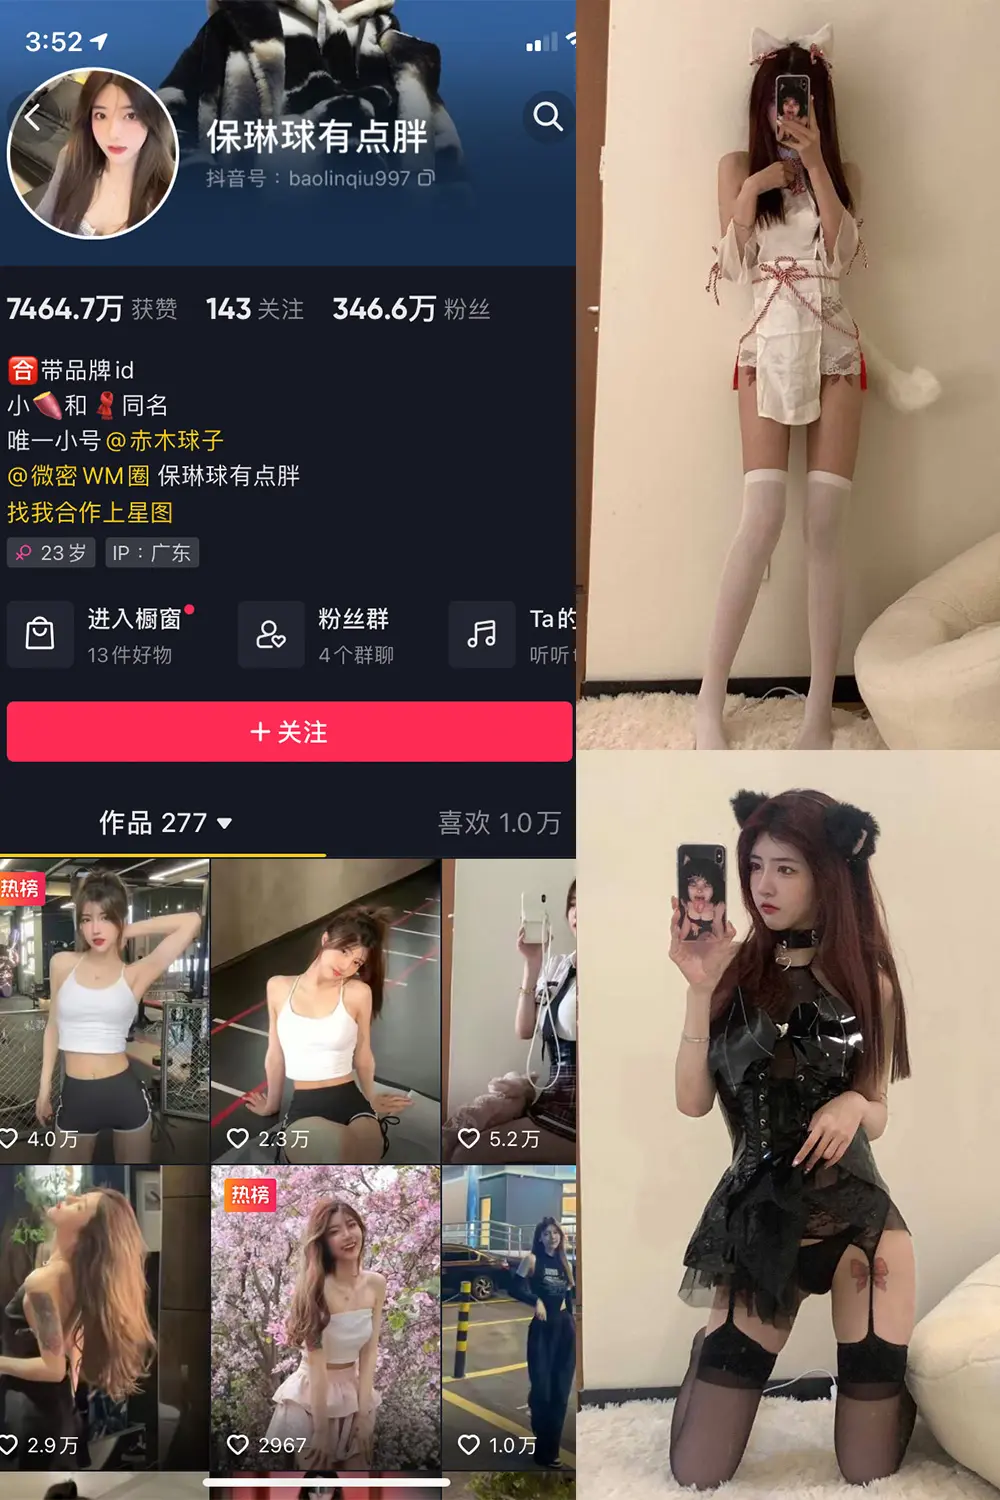 3:52
保琳球有点胖
抖音号：baolinqiu997
7464.7万 获赞 143 关注 346.6万 粉丝
合带品牌id
小🍠和🧣同名
唯一小号@赤木球子
@微密WM圈 保琳球有点胖
找我合作上星图
♀ 23岁 IP：广东
进入橱窗 粉丝群 Ta的
13件好物 4个群聊 听听
+ 关注
作品 277 ▼ 喜欢 1.0万
热榜
4.0万 2.3万 5.2万
热榜
2.9万 2967 1.0万